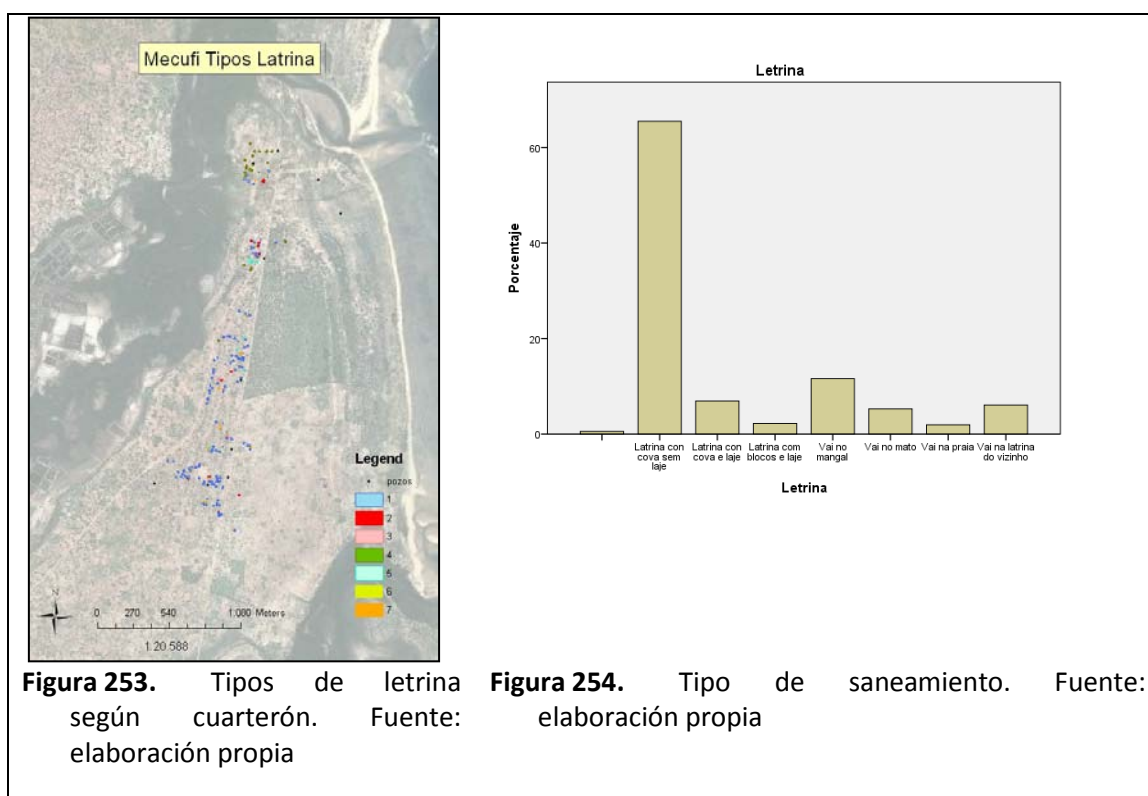 Mecufi Tipos Latrina
Legend
pozos
1
2
3
4
5
6
7
N
0 270 540 1.080 Meters
1:20.588
Letrina
Porcentaje
60
40
20
0
Latrina con
cova sem
laje
Latrina con
cova e laje
Latrina com
blocos e laje
Vai no
mangal
Vai no mato
Vai na praia
Vai na latrina
do vizinho
Letrina
Figura 253. Tipos de letrina
según cuarterón. Fuente:
elaboración propia
Figura 254. Tipo de saneamiento. Fuente:
elaboración propia